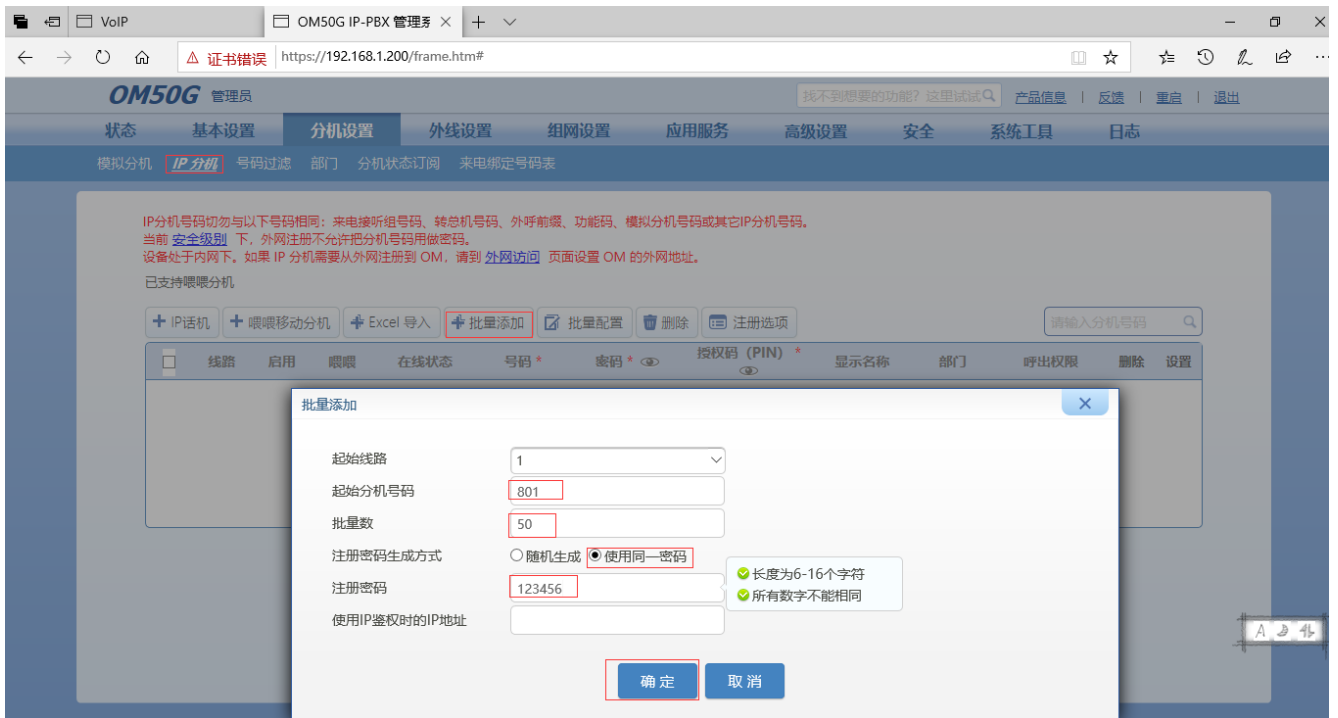 VoIP
OM50G IP-PBX 管理系
证书错误 https://192.168.1.200/frame.htm#
OM50G 管理员
找不到想要的功能？这里试试 产品信息 | 反馈 | 重启 | 退出
状态 基本设置 分机设置 外线设置 组网设置 应用服务 高级设置 安全 系统工具 日志
模拟分机 IP 分机 号码过滤 部门 分机状态订阅 来电绑定号码表
IP分机号码切勿与以下号码相同：来电接听组号码、转总机号码、外呼前缀、功能码、模拟分机号码或其它IP分机号码。
当前 安全级别 下，外网注册不允许把分机号码用做密码。
设备处于内网下。如果 IP 分机需要从外网注册到 OM，请到 外网访问 页面设置 OM 的外网地址。
已支持喂喂分机
IP话机 喂喂移动分机 Excel 导入 批量添加 批量配置 删除 注册选项 请输入分机号码
线路 启用 喂喂 在线状态 号码 * 密码 * 授权码 (PIN) * 显示名称 部门 呼出权限 删除 设置
批量添加
起始线路 1
起始分机号码 801
批量数 50
注册密码生成方式 随机生成 使用同一密码
长度为6-16个字符
注册密码 123456
所有数字不能相同
使用IP鉴权时的IP地址
确定 取消